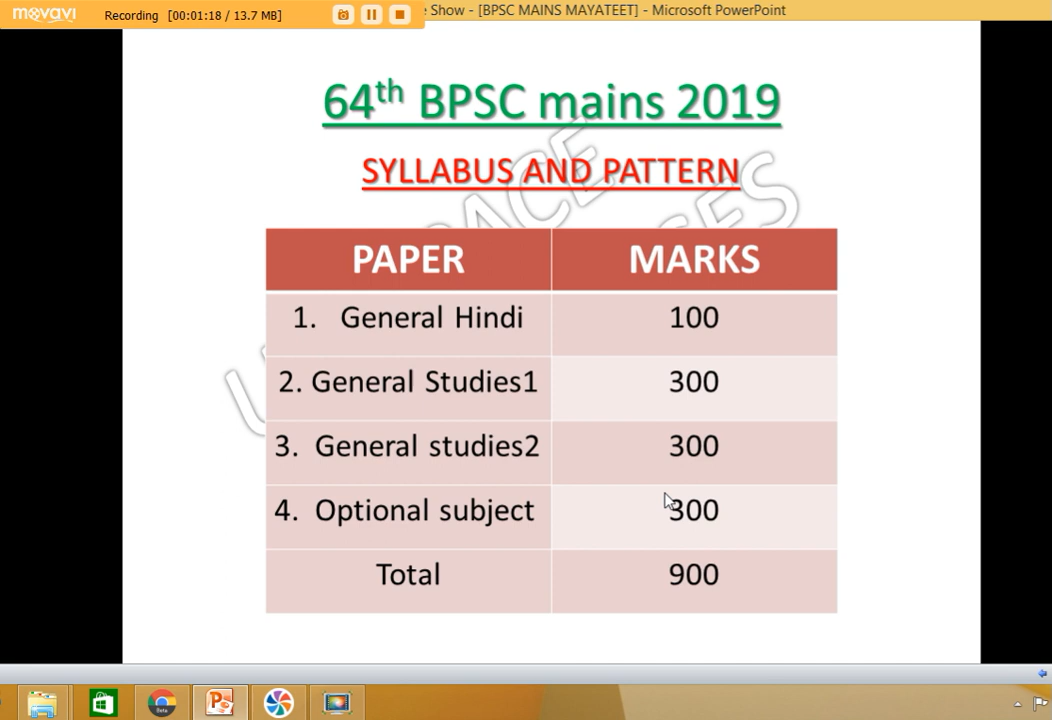 movavi Recording [00:01:18 / 13.7 MB] e Show - [BPSC MAINS MAYATEET] - Microsoft PowerPoint
64th BPSC mains 2019
SYLLABUS AND PATTERN
PAPER MARKS
1. General Hindi 100
2. General Studies1 300
3. General studies2 300
4. Optional subject 300
Total 900
Beta